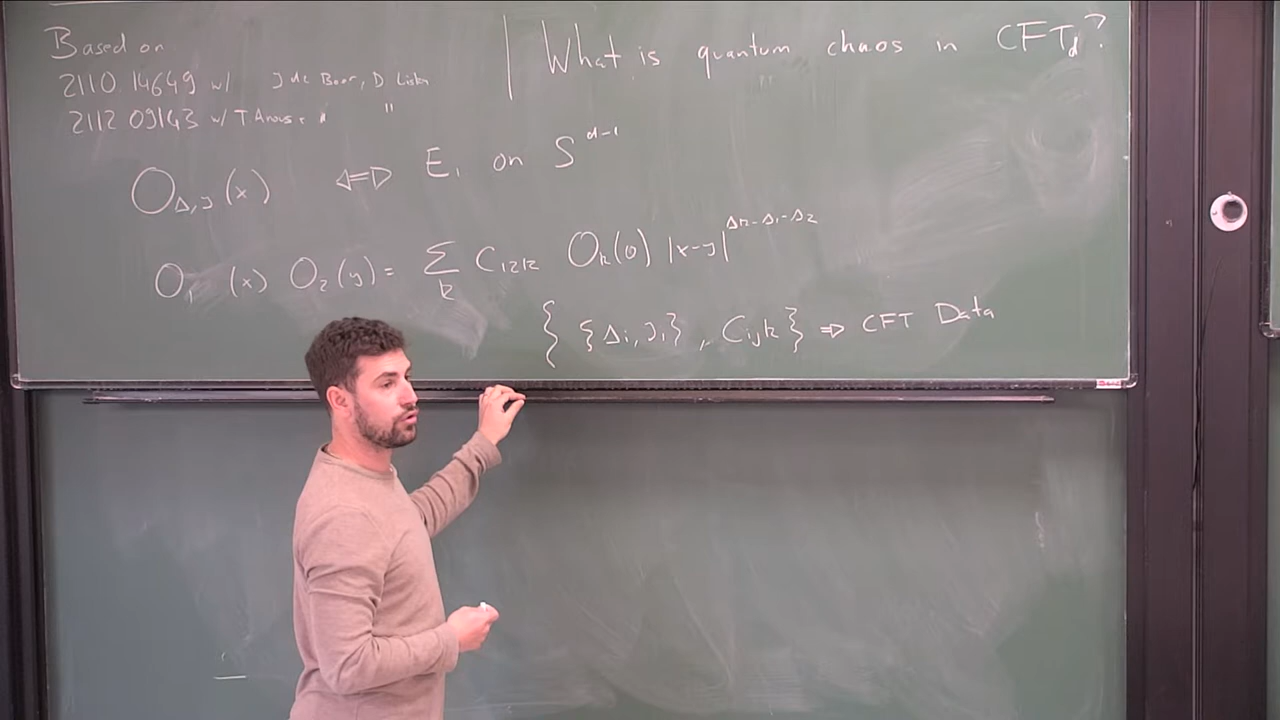 Based on
2110.14649 w/ J de Boer, D Liska
2112.09143 w/ T. Anous, " "
What is quantum chaos in CFT_d?
" "
O_{Δ,J}(x) ⟺ E_i on S^{d-1}
O_1(x) O_2(y) = Σ_k C_{12k} O_k(0) |x-y|^{Δk-Δ1-Δ2}
{ {Δi, Ji}, Cijk } ⇒ CFT Data